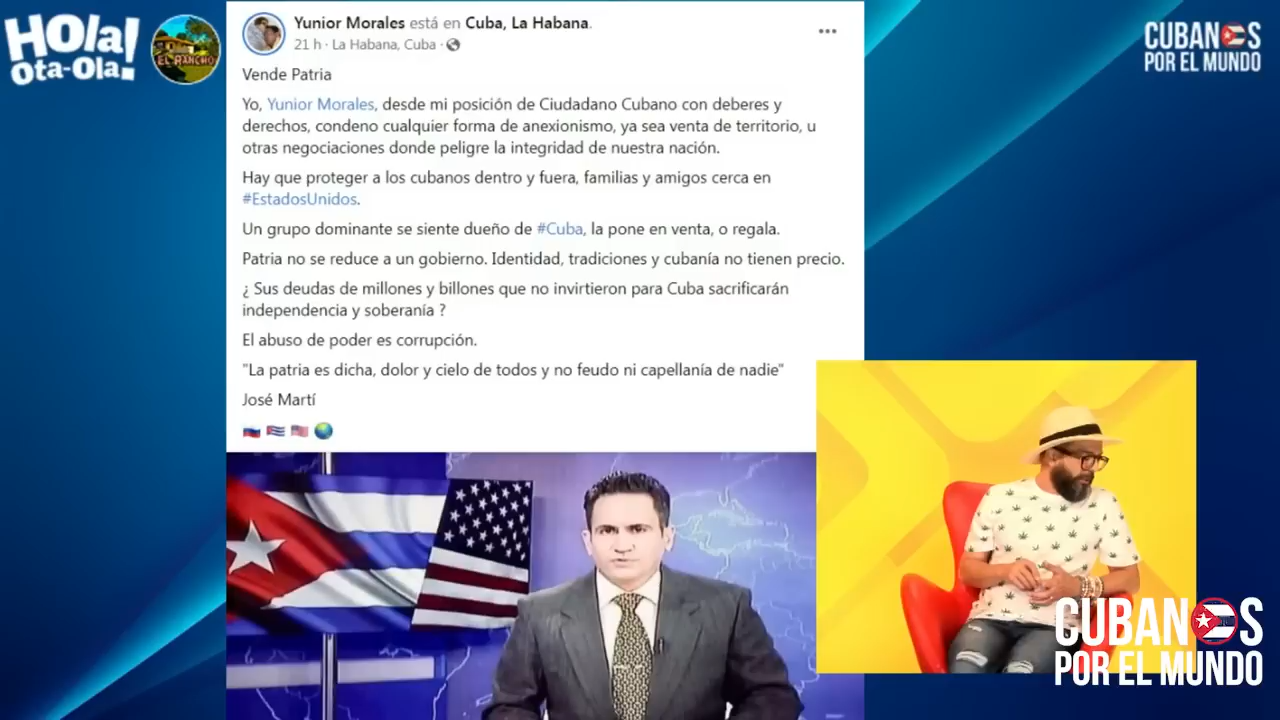 HOla!
Ota-Ola!
EL RANCHO
CUBANOS
POR EL MUNDO
Yunior Morales está en Cuba, La Habana.
21 h · La Habana, Cuba ·
Vende Patria
Yo, Yunior Morales, desde mi posición de Ciudadano Cubano con deberes y
derechos, condeno cualquier forma de anexionismo, ya sea venta de territorio, u
otras negociaciones donde peligre la integridad de nuestra nación.
Hay que proteger a los cubanos dentro y fuera, familias y amigos cerca en
#EstadosUnidos.
Un grupo dominante se siente dueño de #Cuba, la pone en venta, o regala.
Patria no se reduce a un gobierno. Identidad, tradiciones y cubanía no tienen precio.
¿ Sus deudas de millones y billones que no invirtieron para Cuba sacrificarán
independencia y soberanía ?
El abuso de poder es corrupción.
"La patria es dicha, dolor y cielo de todos y no feudo ni capellanía de nadie"
José Martí
CUBANOS
POR EL MUNDO